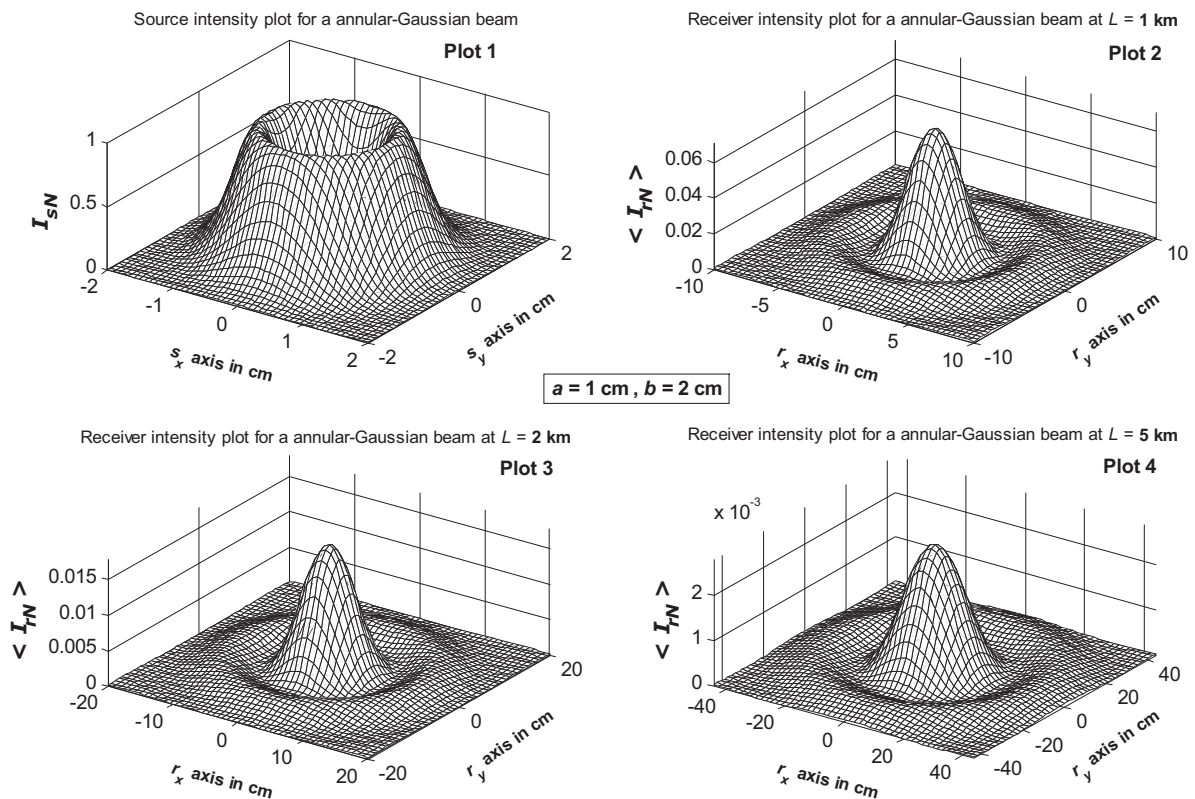 Source intensity plot for a annular-Gaussian beam
Plot 1
1
0.5
0
I_sN
-2
-1
0
1
2
s_x axis in cm
-2
0
2
s_y axis in cm
Receiver intensity plot for a annular-Gaussian beam at L = 1 km
Plot 2
0.06
0.04
0.02
0
< I_rN >
-10
-5
0
5
10
r_x axis in cm
-10
0
10
r_y axis in cm
a = 1 cm , b = 2 cm
Receiver intensity plot for a annular-Gaussian beam at L = 2 km
Plot 3
0.015
0.01
0.005
0
< I_rN >
-20
-10
0
10
20
r_x axis in cm
-20
0
20
r_y axis in cm
Receiver intensity plot for a annular-Gaussian beam at L = 5 km
Plot 4
x 10^-3
2
1
0
< I_rN >
-40
-20
0
20
40
r_x axis in cm
-40
-20
0
20
40
r_y axis in cm